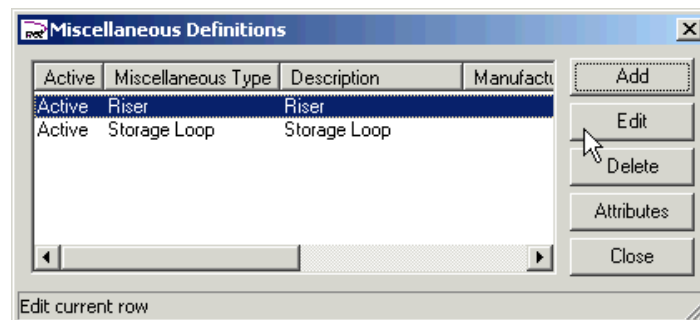 Miscellaneous Definitions
Active Miscellaneous Type Description Manufactu
Active Riser Riser
Active Storage Loop Storage Loop
Add
Edit
Delete
Attributes
Close
Edit current row